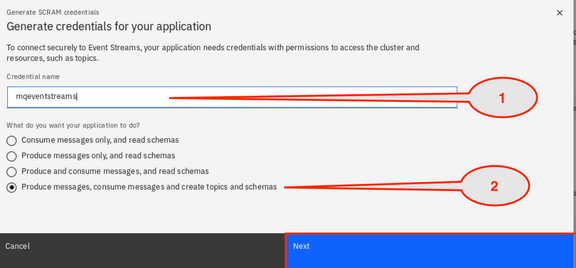 Generate SCRAM credentials
Generate credentials for your application
To connect securely to Event Streams, your application needs credentials with permissions to access the cluster and
resources, such as topics.
Credential name
mqeventstreams
1
What do you want your application to do?
Consume messages only, and read schemas
Produce messages only, and read schemas
Produce and consume messages, and read schemas
Produce messages, consume messages and create topics and schemas
2
Cancel
Next